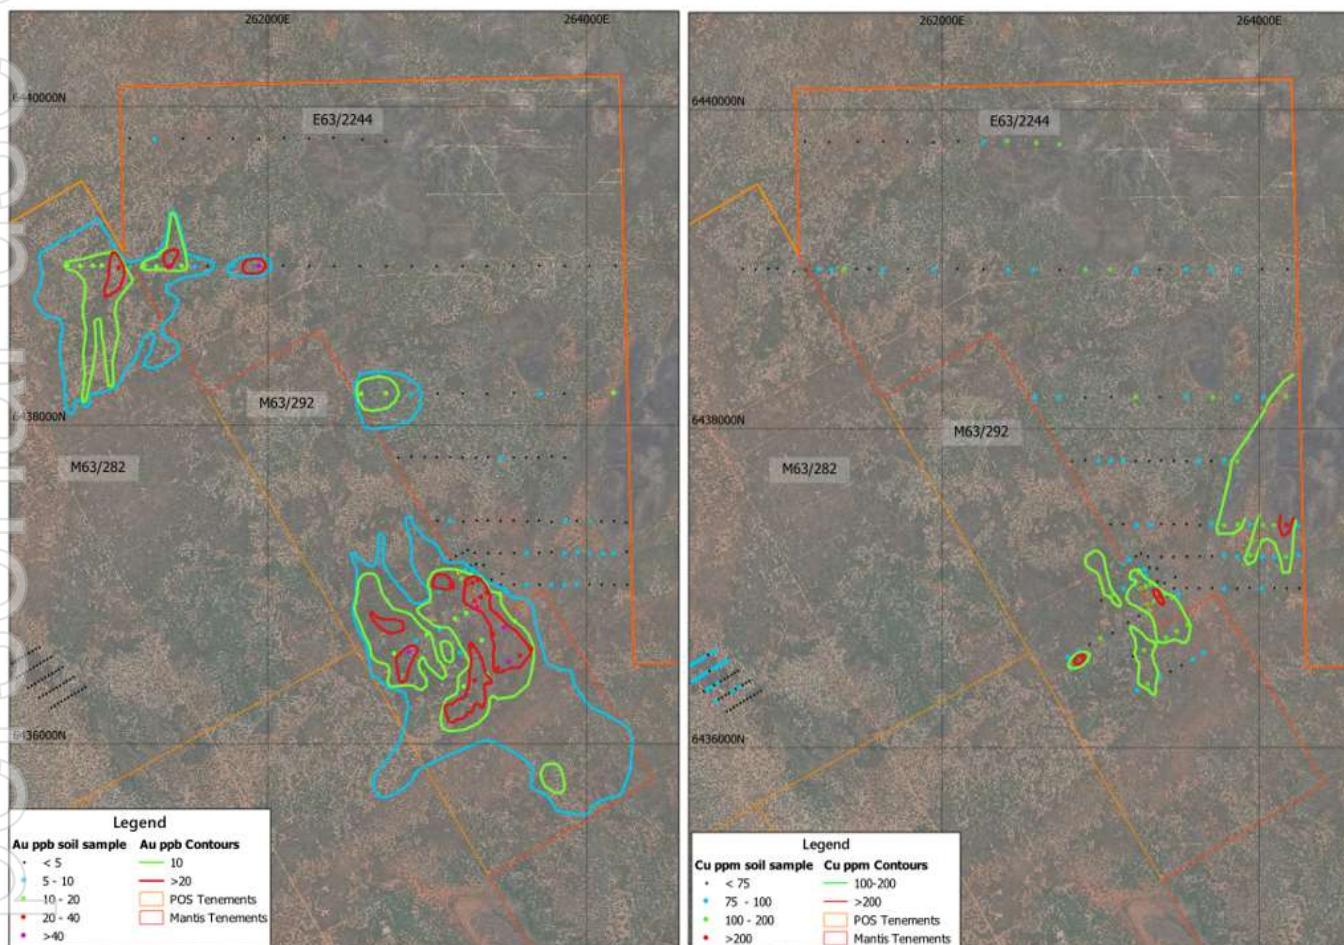 262000E
264000E
6440000N
E63/2244
M63/292
6438000N
M63/282
6436000N
Legend
Au ppb soil sample
Au ppb Contours
< 5
10
5 - 10
>20
10 - 20
POS Tenements
20 - 40
Mantis Tenements
>40
262000E
264000E
6440000N
E63/2244
6438000N
M63/292
M63/282
6436000N
Legend
Cu ppm soil sample
Cu ppm Contours
< 75
100-200
75 - 100
>200
100 - 200
POS Tenements
>200
Mantis Tenements